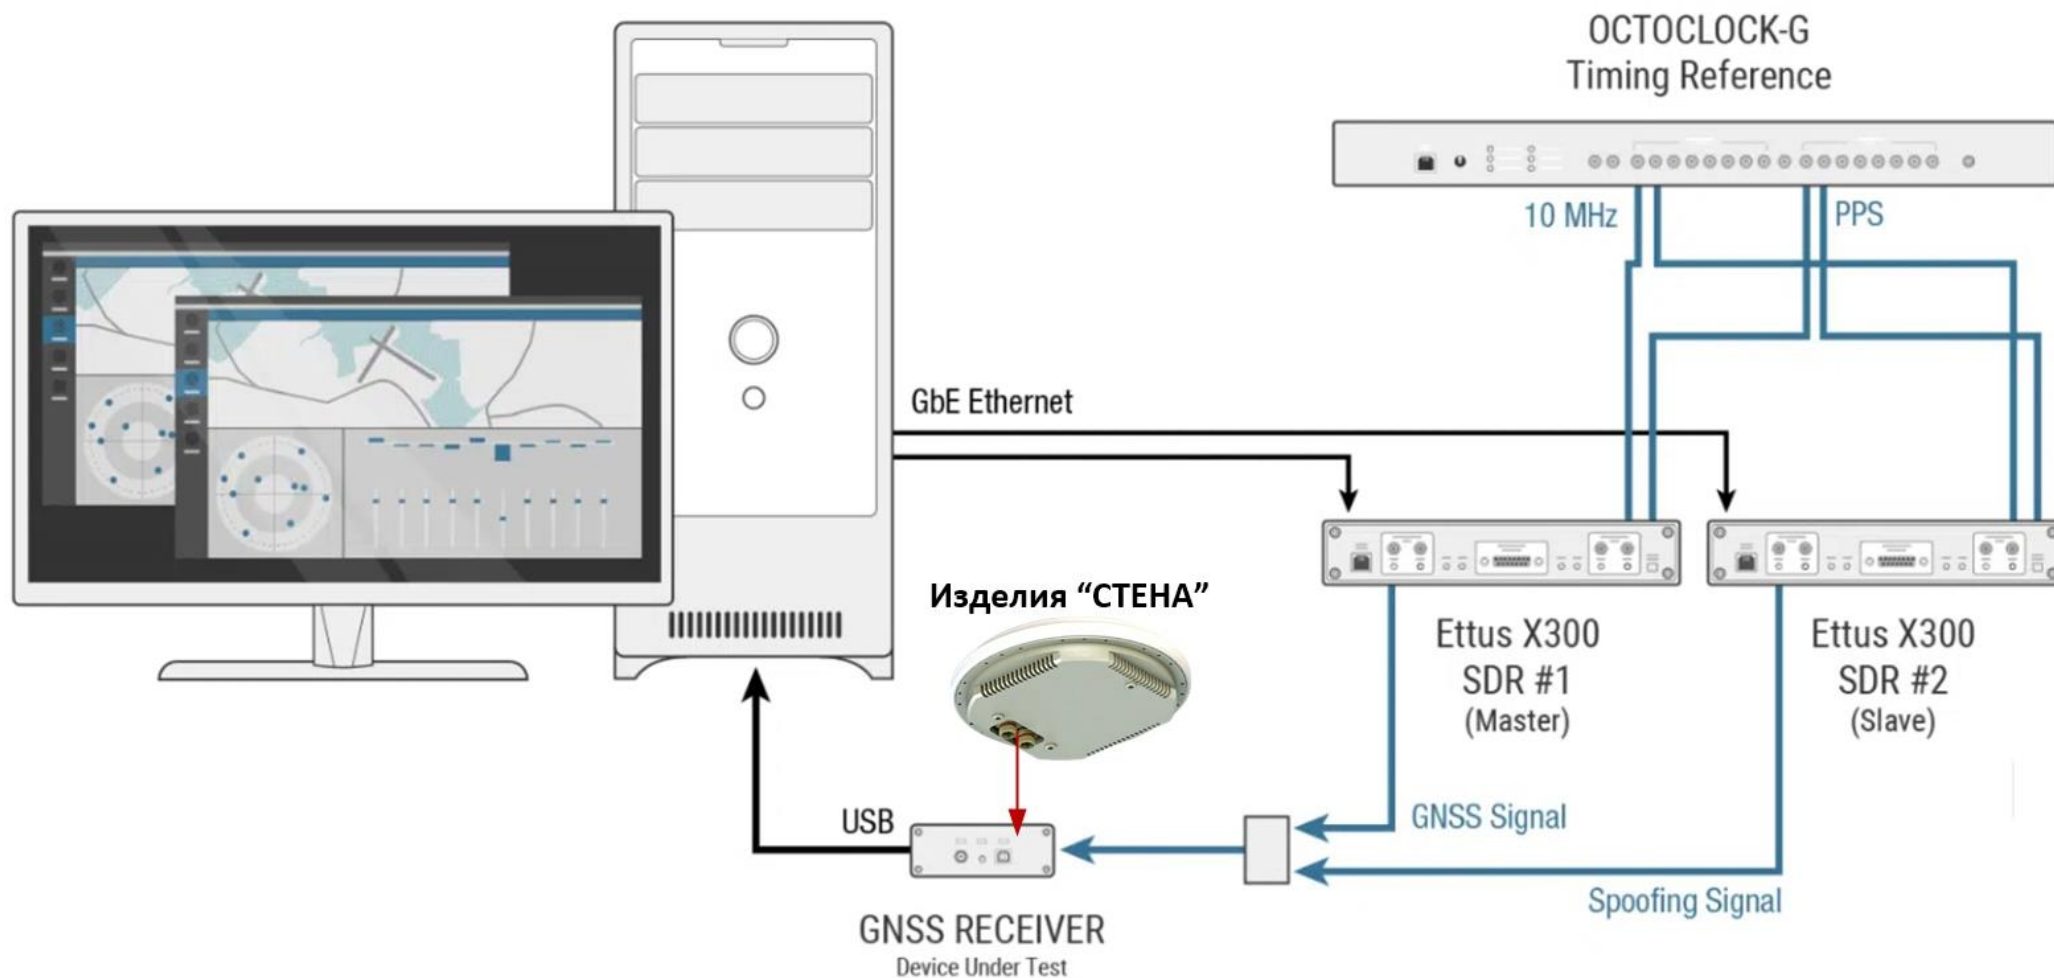 OCTOCLOCK-G
Timing Reference
10 MHz
PPS
GbE Ethernet
Изделия “СТЕНА”
Ettus X300
SDR #1
(Master)
Ettus X300
SDR #2
(Slave)
USB
GNSS Signal
Spoofing Signal
GNSS RECEIVER
Device Under Test